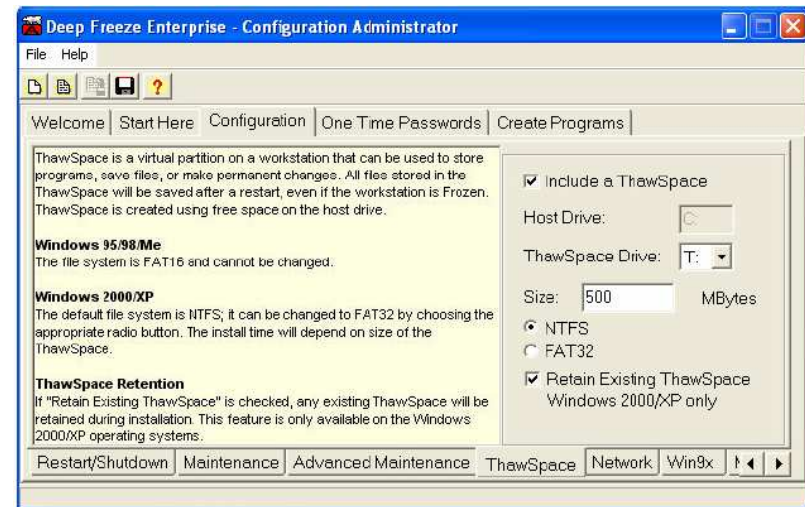 Deep Freeze Enterprise - Configuration Administrator
File Help
Welcome Start Here Configuration One Time Passwords Create Programs
ThawSpace is a virtual partition on a workstation that can be used to store
programs, save files, or make permanent changes. All files stored in the
ThawSpace will be saved after a restart, even if the workstation is Frozen.
ThawSpace is created using free space on the host drive.
Windows 95/98/Me
The file system is FAT16 and cannot be changed.
Windows 2000/XP
The default file system is NTFS; it can be changed to FAT32 by choosing the
appropriate radio button. The install time will depend on size of the
ThawSpace.
ThawSpace Retention
If "Retain Existing ThawSpace" is checked, any existing ThawSpace will be
retained during installation. This feature is only available on the Windows
2000/XP operating systems.
Include a ThawSpace
Host Drive: C:
ThawSpace Drive: T:
Size: 500 MBytes
NTFS
FAT32
Retain Existing ThawSpace
Windows 2000/XP only
Restart/Shutdown Maintenance Advanced Maintenance ThawSpace Network Win9x